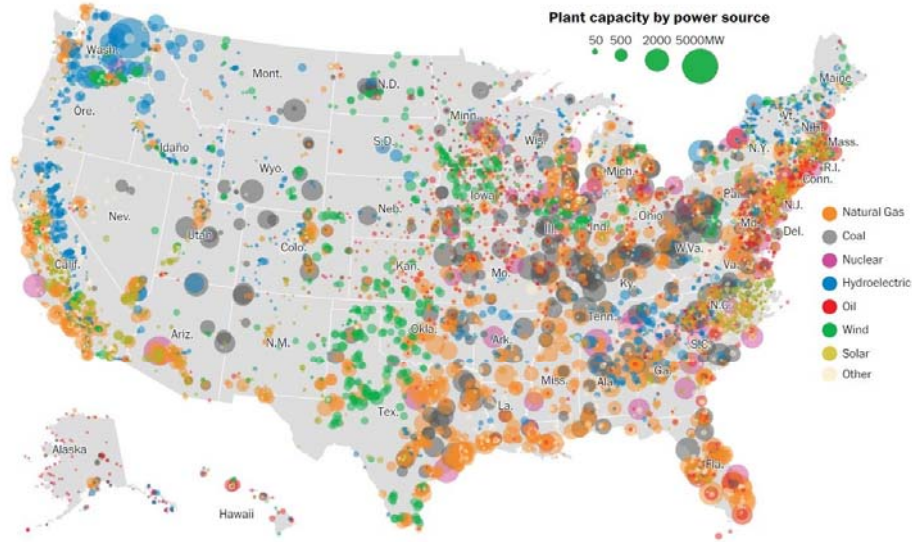 Plant capacity by power source
50 500 2000 5000MW
Wash.
Mont.
N.D.
Maine
Ore.
Minn.
Vt.
N.H.
Idaho
S.D.
Wis.
N.Y.
Mass.
Wyo.
Mich.
R.I.
Conn.
Iowa
Pa.
Nev.
Neb.
Ohio
N.J.
Natural Gas
Utah
Colo.
Ill.
Ind.
Md.
Del.
Coal
W.Va.
Nuclear
Calif.
Kan.
Mo.
Ky.
Va.
Hydroelectric
N.C.
Oil
Tenn.
Wind
Ariz.
N.M.
Okla.
Ark.
S.C.
Solar
Other
Miss.
Ala.
Ga.
Tex.
La.
Alaska
Fla.
Hawaii